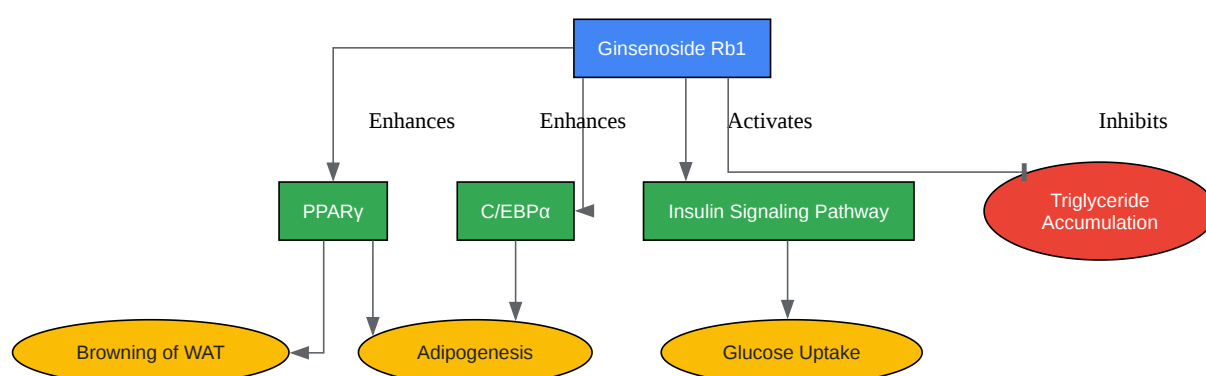 Ginsenoside Rb1
Enhances
Enhances
Activates
Inhibits
PPARγ
C/EBPα
Insulin Signaling Pathway
Triglyceride
Accumulation
Browning of WAT
Adipogenesis
Glucose Uptake